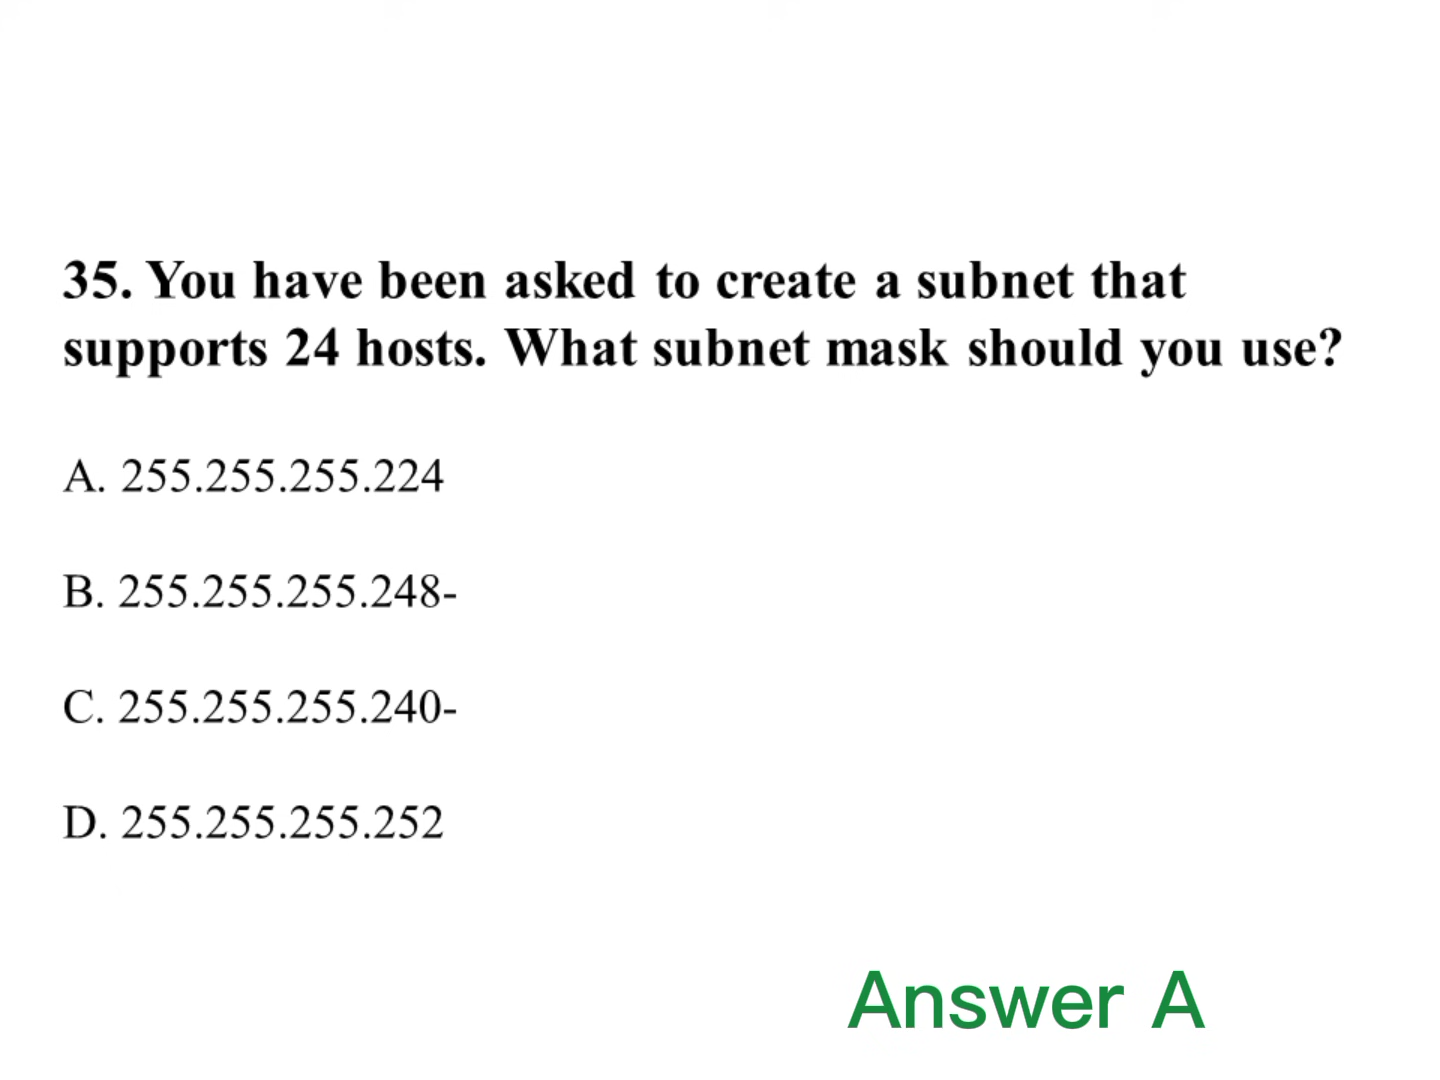 35. You have been asked to create a subnet that
supports 24 hosts. What subnet mask should you use?
A. 255.255.255.224
B. 255.255.255.248-
C. 255.255.255.240-
D. 255.255.255.252
Answer A